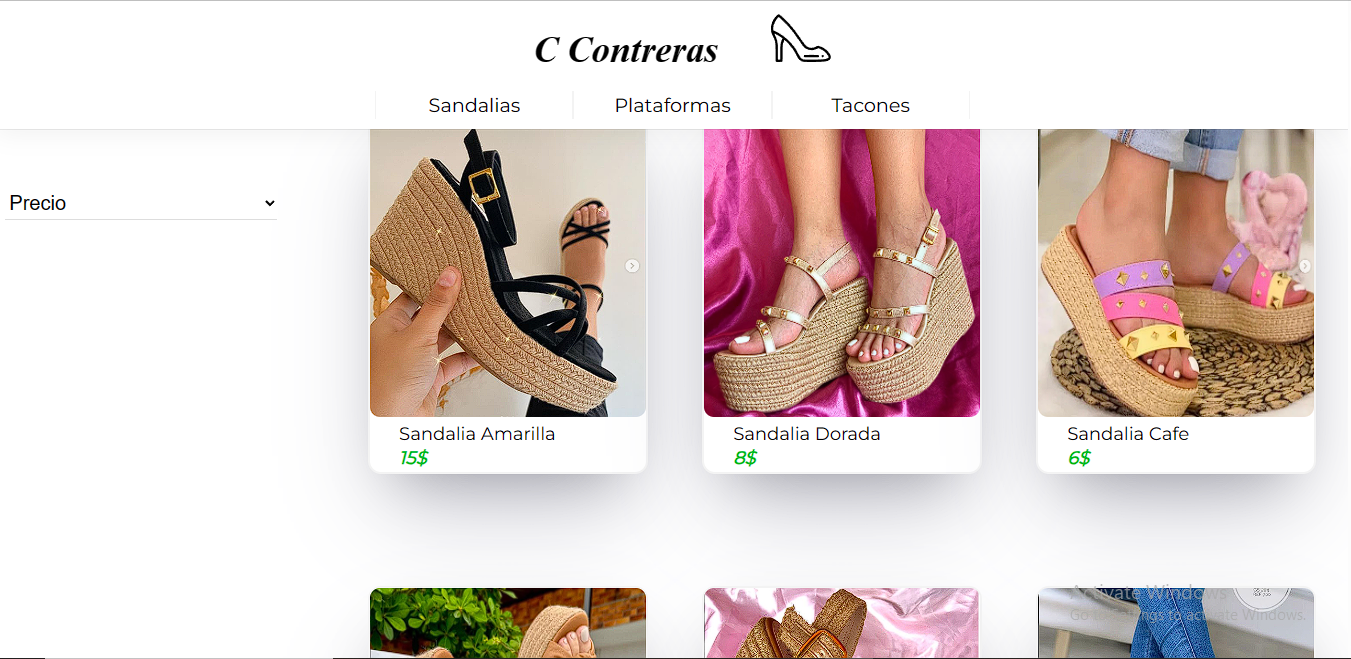 C Contreras
Sandalias Plataformas Tacones
Precio
Sandalia Amarilla
15$
Sandalia Dorada
8$
Sandalia Cafe
6$
Activate Windows
Go to Settings to activate Windows.